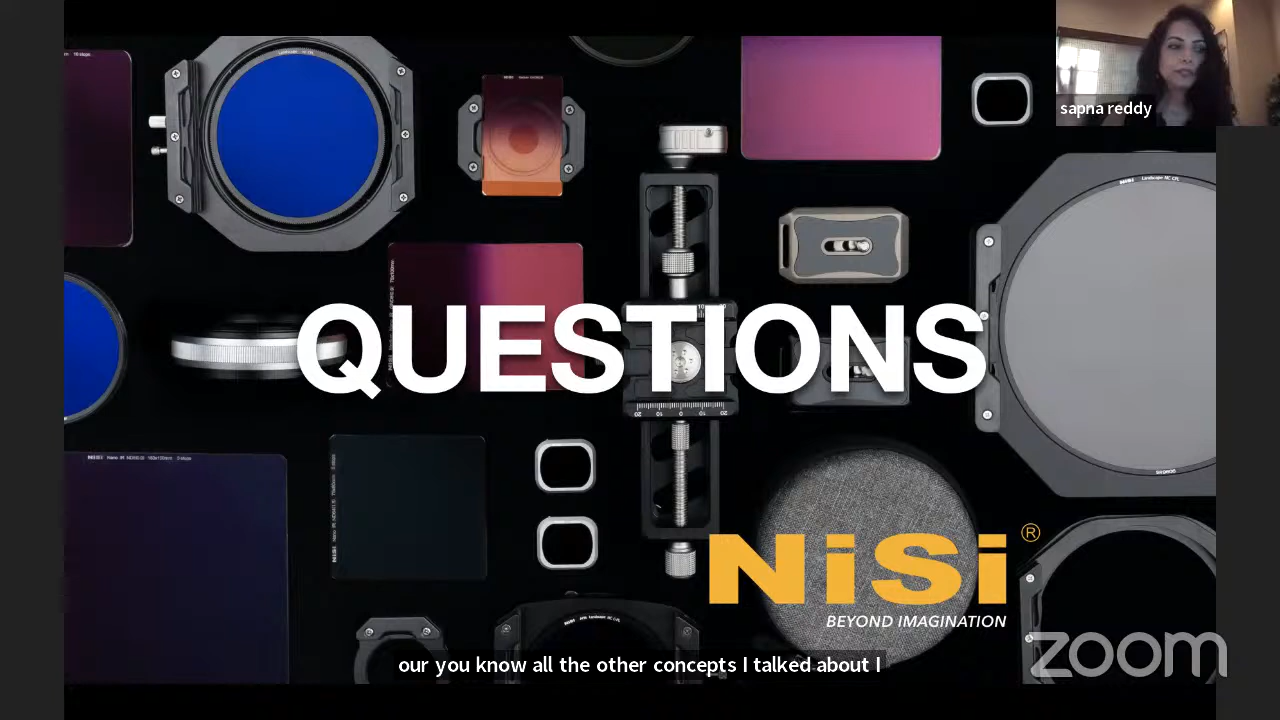 sapna reddy
QUESTIONS
NiSi®
BEYOND IMAGINATION
our you know all the other concepts I talked about I
zoom